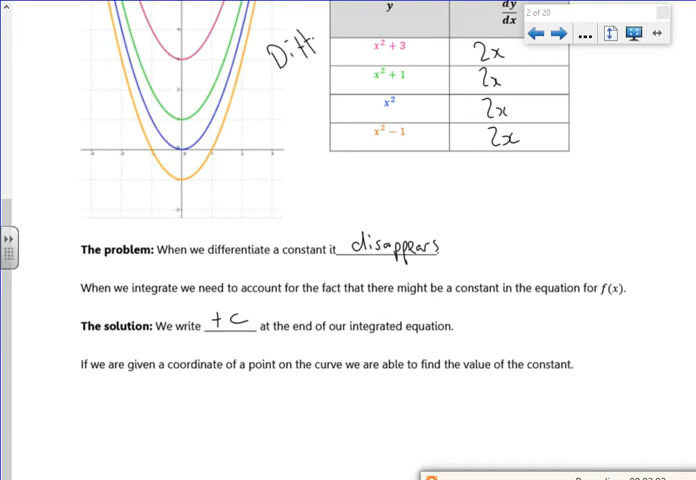 y
dy
dx
2 of 20
Diff.
x² + 3
2x
x² + 1
2x
x²
2x
x² − 1
2x
The problem: When we differentiate a constant it disappears
When we integrate we need to account for the fact that there might be a constant in the equation for f(x).
The solution: We write + c at the end of our integrated equation.
If we are given a coordinate of a point on the curve we are able to find the value of the constant.